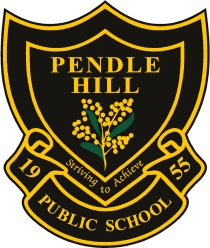 PENDLE
HILL
Striving to Achieve
19 55
PUBLIC SCHOOL